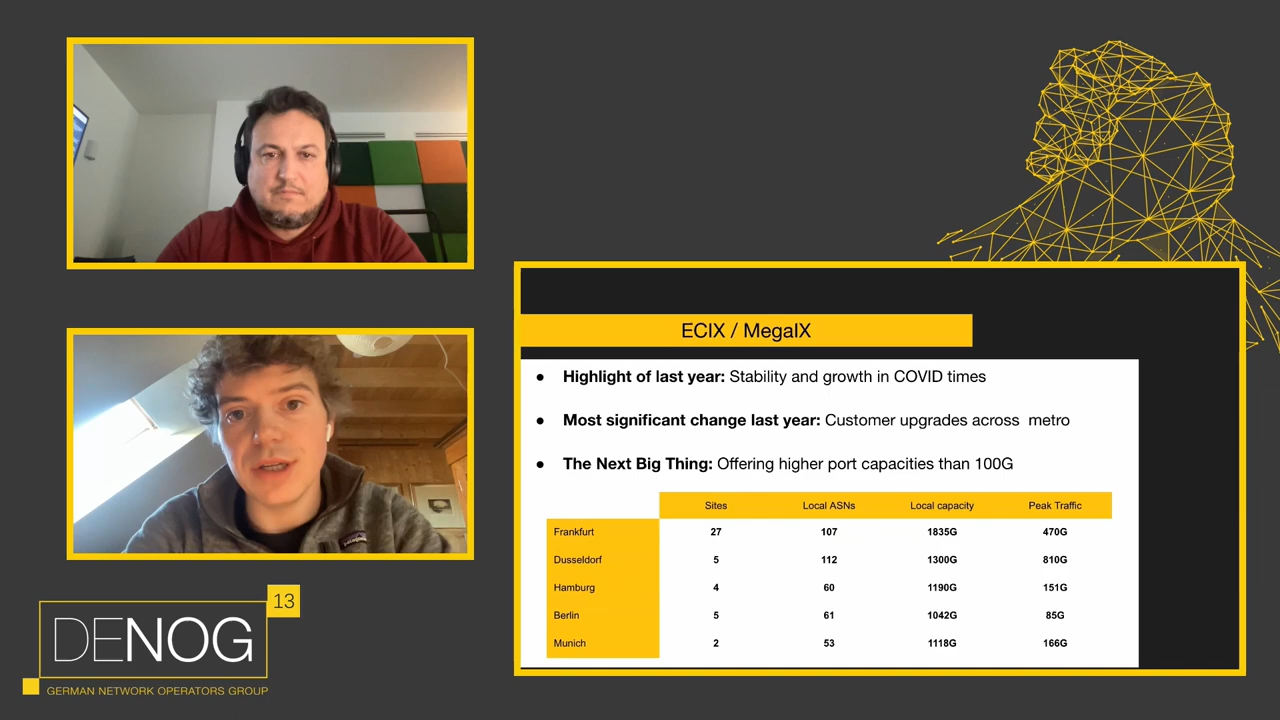 ECIX / MegaIX
● Highlight of last year: Stability and growth in COVID times
● Most significant change last year: Customer upgrades across metro
● The Next Big Thing: Offering higher port capacities than 100G
Sites Local ASNs Local capacity Peak Traffic
Frankfurt 27 107 1835G 470G
Dusseldorf 5 112 1300G 810G
Hamburg 4 60 1190G 151G
Berlin 5 61 1042G 85G
Munich 2 53 1118G 166G
13
DENOG
GERMAN NETWORK OPERATORS GROUP